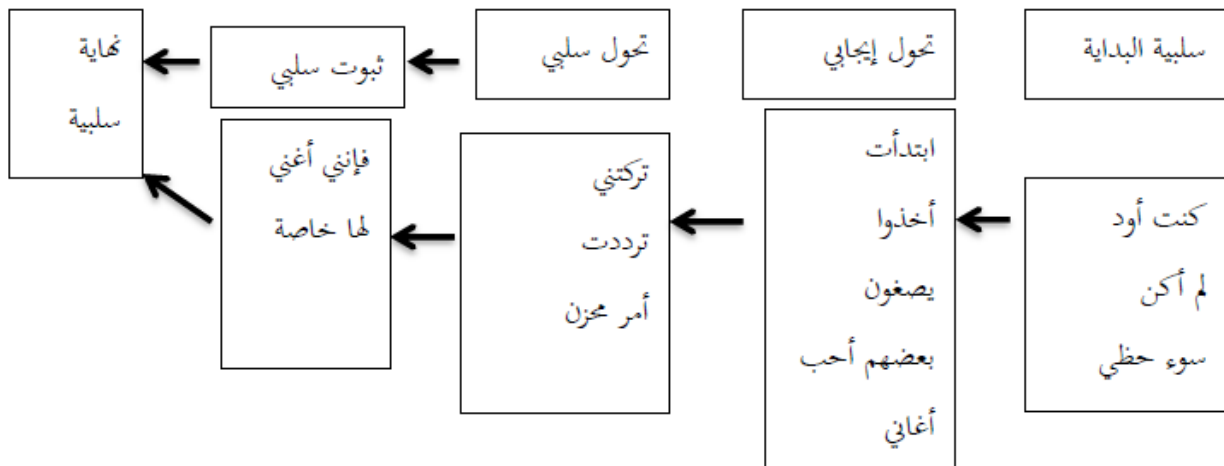 سلبية البداية
تحول إيجابي
تحول سلبي
ثبوت سلبي
نهاية
سلبية
كنت أود
لم أكن
سوء حظي
ابتدأت
أخذوا
يصغون
بعضهم أحب
أغاني
تركتني
ترددت
أمر محزن
فإنني أغني
لها خاصة